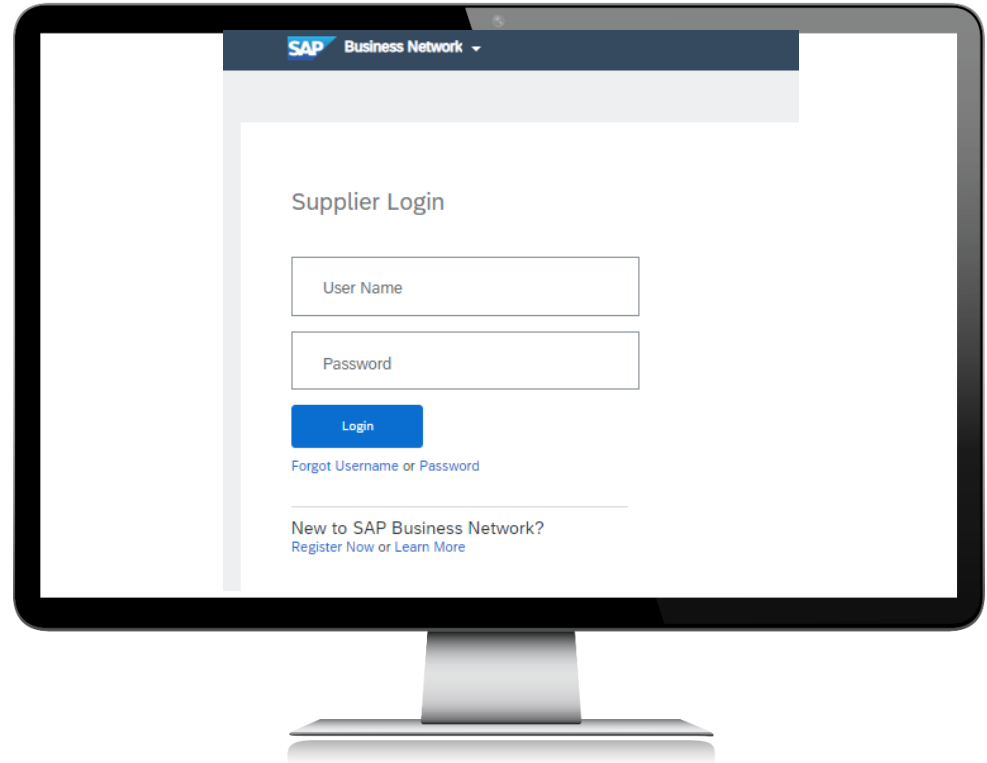 SAP Business Network
Supplier Login
User Name
Password
Login
Forgot Username or Password
New to SAP Business Network?
Register Now or Learn More